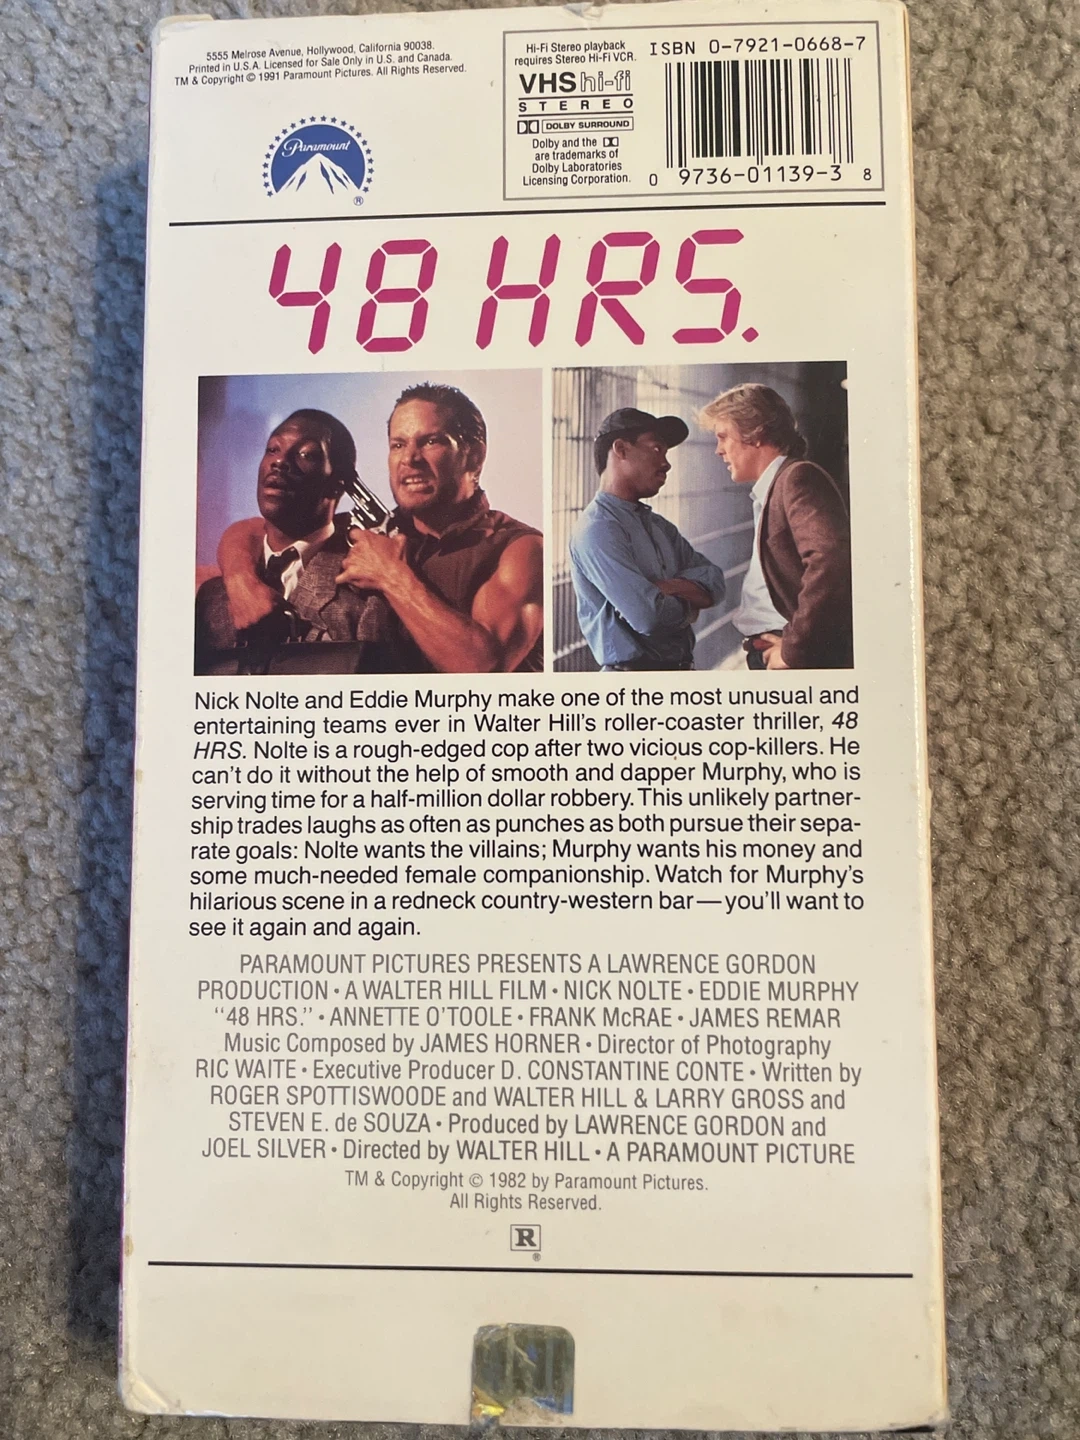 5555 Melrose Avenue, Hollywood, California 90038.
Printed in U.S.A. Licensed for Sale Only in U.S. and Canada.
TM & Copyright © 1991 Paramount Pictures. All Rights Reserved.
Paramount
®
Hi-Fi Stereo playback
requires Stereo Hi-Fi VCR.
VHS hi-fi
STEREO
DOLBY SURROUND
Dolby and the
are trademarks of
Dolby Laboratories
Licensing Corporation.
ISBN 0-7921-0668-7
0 9736-01139-3 8
48 HRS.
Nick Nolte and Eddie Murphy make one of the most unusual and
entertaining teams ever in Walter Hill's roller-coaster thriller, 48
HRS. Nolte is a rough-edged cop after two vicious cop-killers. He
can't do it without the help of smooth and dapper Murphy, who is
serving time for a half-million dollar robbery. This unlikely partner-
ship trades laughs as often as punches as both pursue their sepa-
rate goals: Nolte wants the villains; Murphy wants his money and
some much-needed female companionship. Watch for Murphy's
hilarious scene in a redneck country-western bar—you'll want to
see it again and again.
PARAMOUNT PICTURES PRESENTS A LAWRENCE GORDON
PRODUCTION • A WALTER HILL FILM • NICK NOLTE • EDDIE MURPHY
"48 HRS." • ANNETTE O'TOOLE • FRANK McRAE • JAMES REMAR
Music Composed by JAMES HORNER • Director of Photography
RIC WAITE • Executive Producer D. CONSTANTINE CONTE • Written by
ROGER SPOTTISWOODE and WALTER HILL & LARRY GROSS and
STEVEN E. de SOUZA • Produced by LAWRENCE GORDON and
JOEL SILVER • Directed by WALTER HILL • A PARAMOUNT PICTURE
TM & Copyright © 1982 by Paramount Pictures.
All Rights Reserved.
R
®